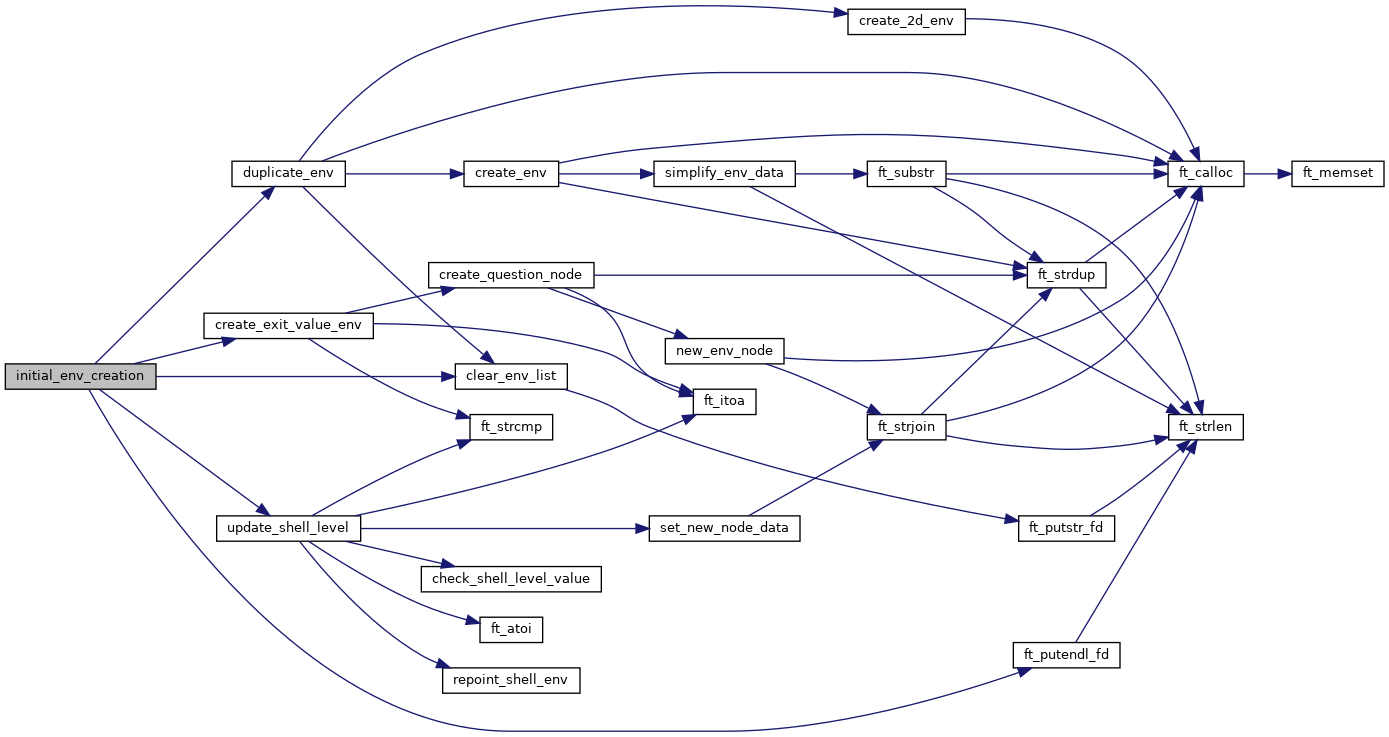 create_2d_env
duplicate_env
create_env
simplify_env_data
ft_substr
ft_calloc
ft_memset
create_question_node
ft_strdup
create_exit_value_env
new_env_node
initial_env_creation
clear_env_list
ft_itoa
ft_strcmp
ft_strjoin
ft_strlen
update_shell_level
set_new_node_data
ft_putstr_fd
check_shell_level_value
ft_atoi
ft_putendl_fd
repoint_shell_env